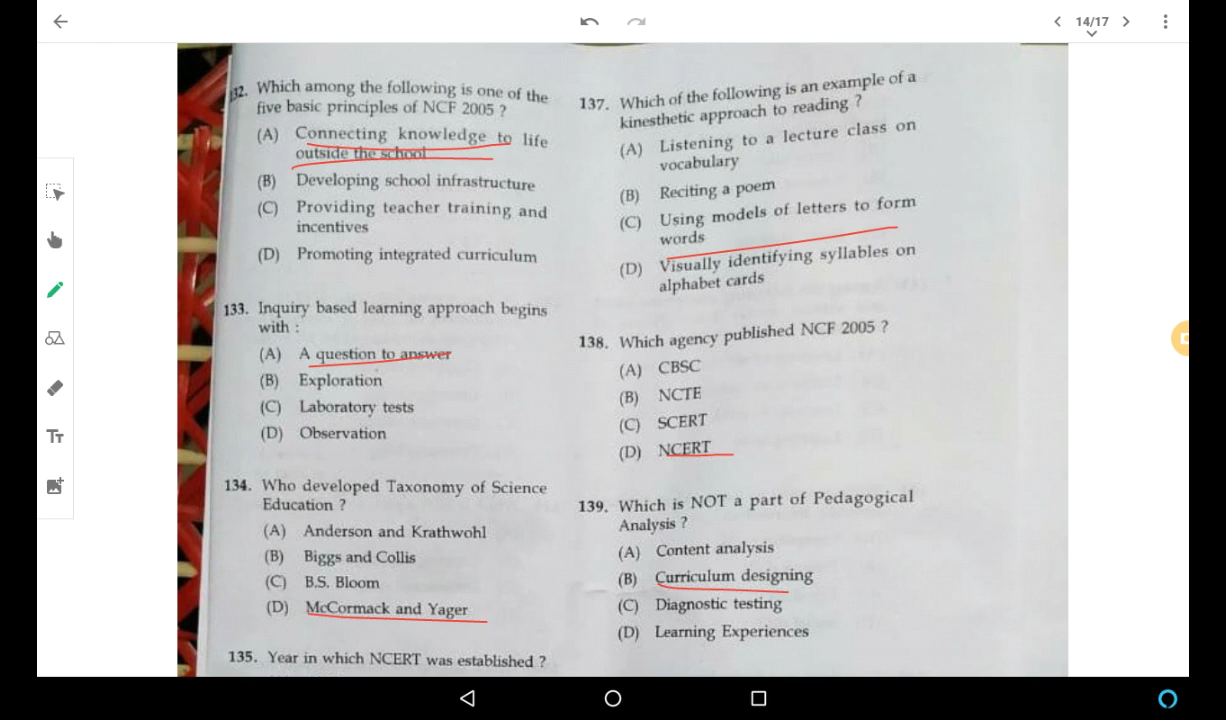 14/17
132. Which among the following is one of the
five basic principles of NCF 2005 ?
(A) Connecting knowledge to life
outside the school
(B) Developing school infrastructure
(C) Providing teacher training and
incentives
(D) Promoting integrated curriculum
133. Inquiry based learning approach begins
with :
(A) A question to answer
(B) Exploration
(C) Laboratory tests
(D) Observation
134. Who developed Taxonomy of Science
Education ?
(A) Anderson and Krathwohl
(B) Biggs and Collis
(C) B.S. Bloom
(D) McCormack and Yager
135. Year in which NCERT was established ?
137. Which of the following is an example of a
kinesthetic approach to reading ?
(A) Listening to a lecture class on
vocabulary
(B) Reciting a poem
(C) Using models of letters to form
words
(D) Visually identifying syllables on
alphabet cards
138. Which agency published NCF 2005 ?
(A) CBSC
(B) NCTE
(C) SCERT
(D) NCERT
139. Which is NOT a part of Pedagogical
Analysis ?
(A) Content analysis
(B) Curriculum designing
(C) Diagnostic testing
(D) Learning Experiences
Tт